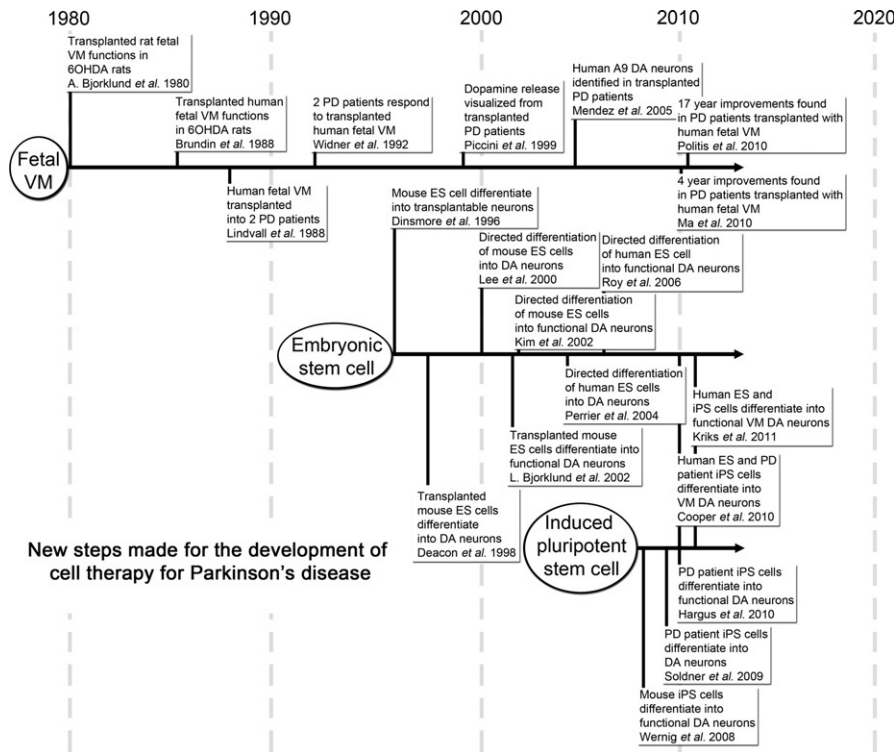 1980
1990
2000
2010
2020
Transplanted rat fetal
VM functions in
6OHDA rats
A. Bjorklund et al. 1980
Transplanted human
fetal VM functions
in 6OHDA rats
Brundin et al. 1988
2 PD patients respond
to transplanted
human fetal VM
Widner et al. 1992
Dopamine release
visualized from
transplanted
PD patients
Piccini et al. 1999
Human A9 DA neurons
identified in transplanted
PD patients
Mendez et al. 2005
17 year improvements found
in PD patients transplanted with
human fetal VM
Politis et al. 2010
Fetal
VM
Human fetal VM
transplanted
into 2 PD patients
Lindvall et al. 1988
4 year improvements found
in PD patients transplanted with
human fetal VM
Ma et al. 2010
Mouse ES cell differentiate
into transplantable neurons
Dinsmore et al. 1996
Directed differentiation
of mouse ES cells
into DA neurons
Lee et al. 2000
Directed differentiation
of human ES cell
into functional DA neurons
Roy et al. 2006
Directed differentiation
of mouse ES cells
into functional DA neurons
Kim et al. 2002
Embryonic
stem cell
Directed differentiation
of human ES cells
into DA neurons
Perrier et al. 2004
Human ES and
iPS cells differentiate into
functional VM DA neurons
Kriks et al. 2011
Transplanted mouse
ES cells differentiate into
functional DA neurons
L. Bjorklund et al. 2002
Human ES and PD
patient iPS cells
differentiate into
VM DA neurons
Cooper et al. 2010
Transplanted
mouse ES cells
differentiate
into DA neurons
Deacon et al. 1998
New steps made for the development of
cell therapy for Parkinson's disease
Induced
pluripotent
stem cell
PD patient iPS cells
differentiate into
functional DA neurons
Hargus et al. 2010
PD patient iPS cells
differentiate into
DA neurons
Soldner et al. 2009
Mouse iPS cells
differentiate into
functional DA neurons
Wernig et al. 2008